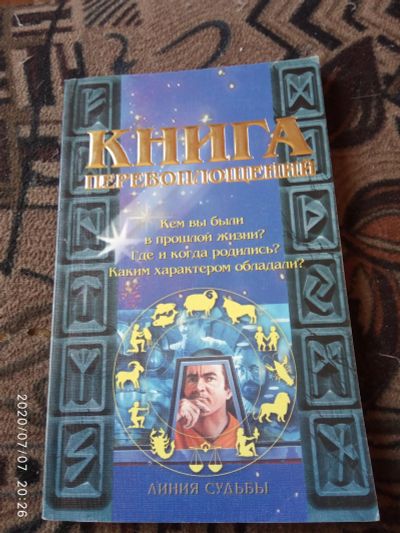 КНИГА
ПЕРЕВОПЛОЩЕНИЙ
Кем вы были
в прошлой жизни?
Где и когда родились?
Каким характером обладали?
ЛИНИЯ СУДЬБЫ
2020/07/07 20:26